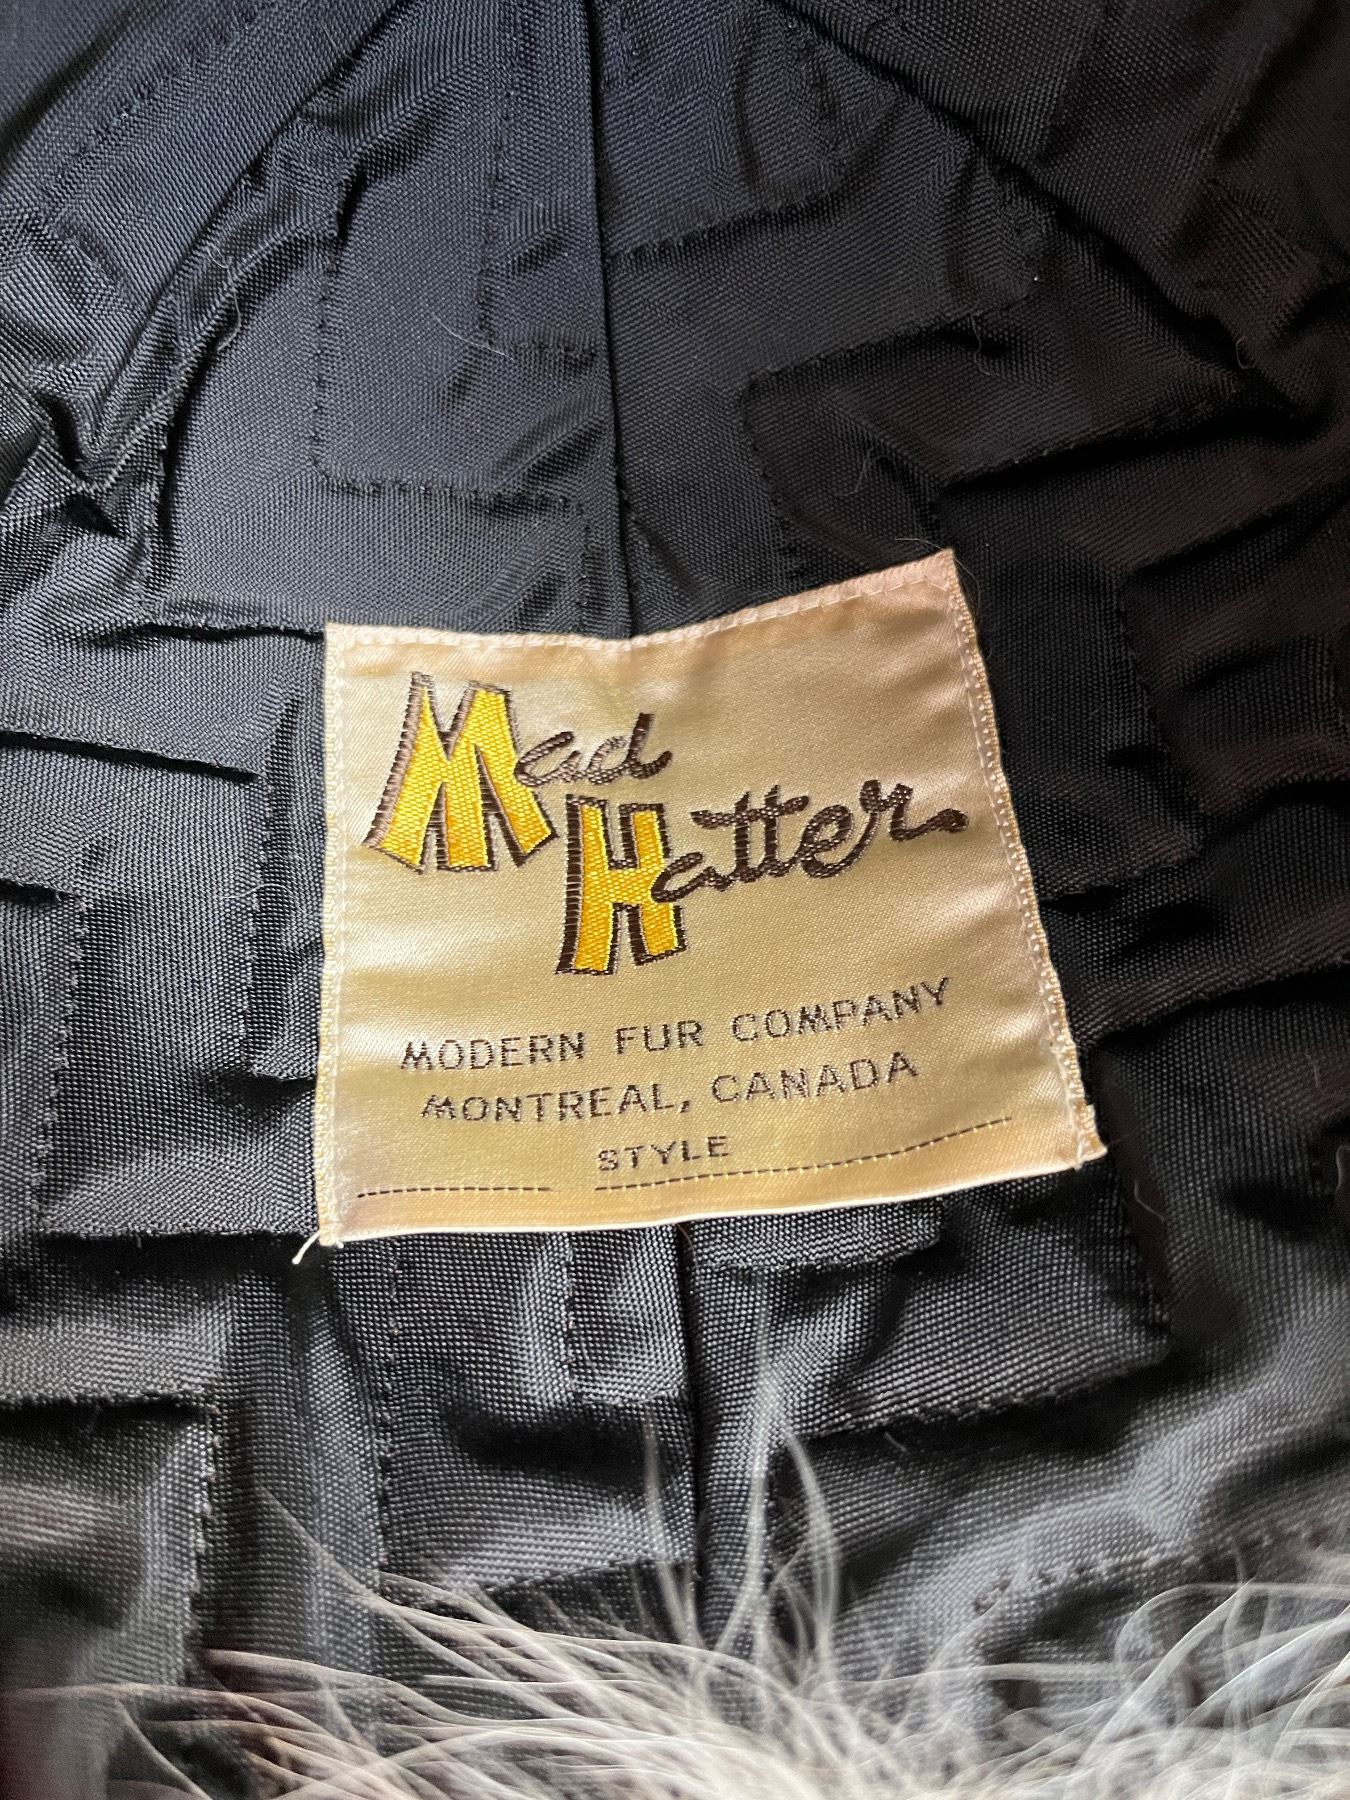 Mad
Hatter
MODERN FUR COMPANY
MONTREAL, CANADA
STYLE